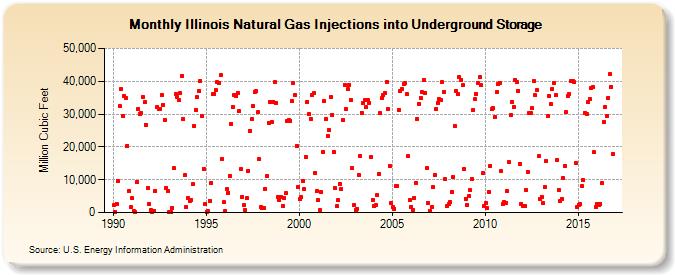 Monthly Illinois Natural Gas Injections into Underground Storage
Million Cubic Feet
50,000
40,000
30,000
20,000
10,000
0
1990 1995 2000 2005 2010 2015
Source: U.S. Energy Information Administration